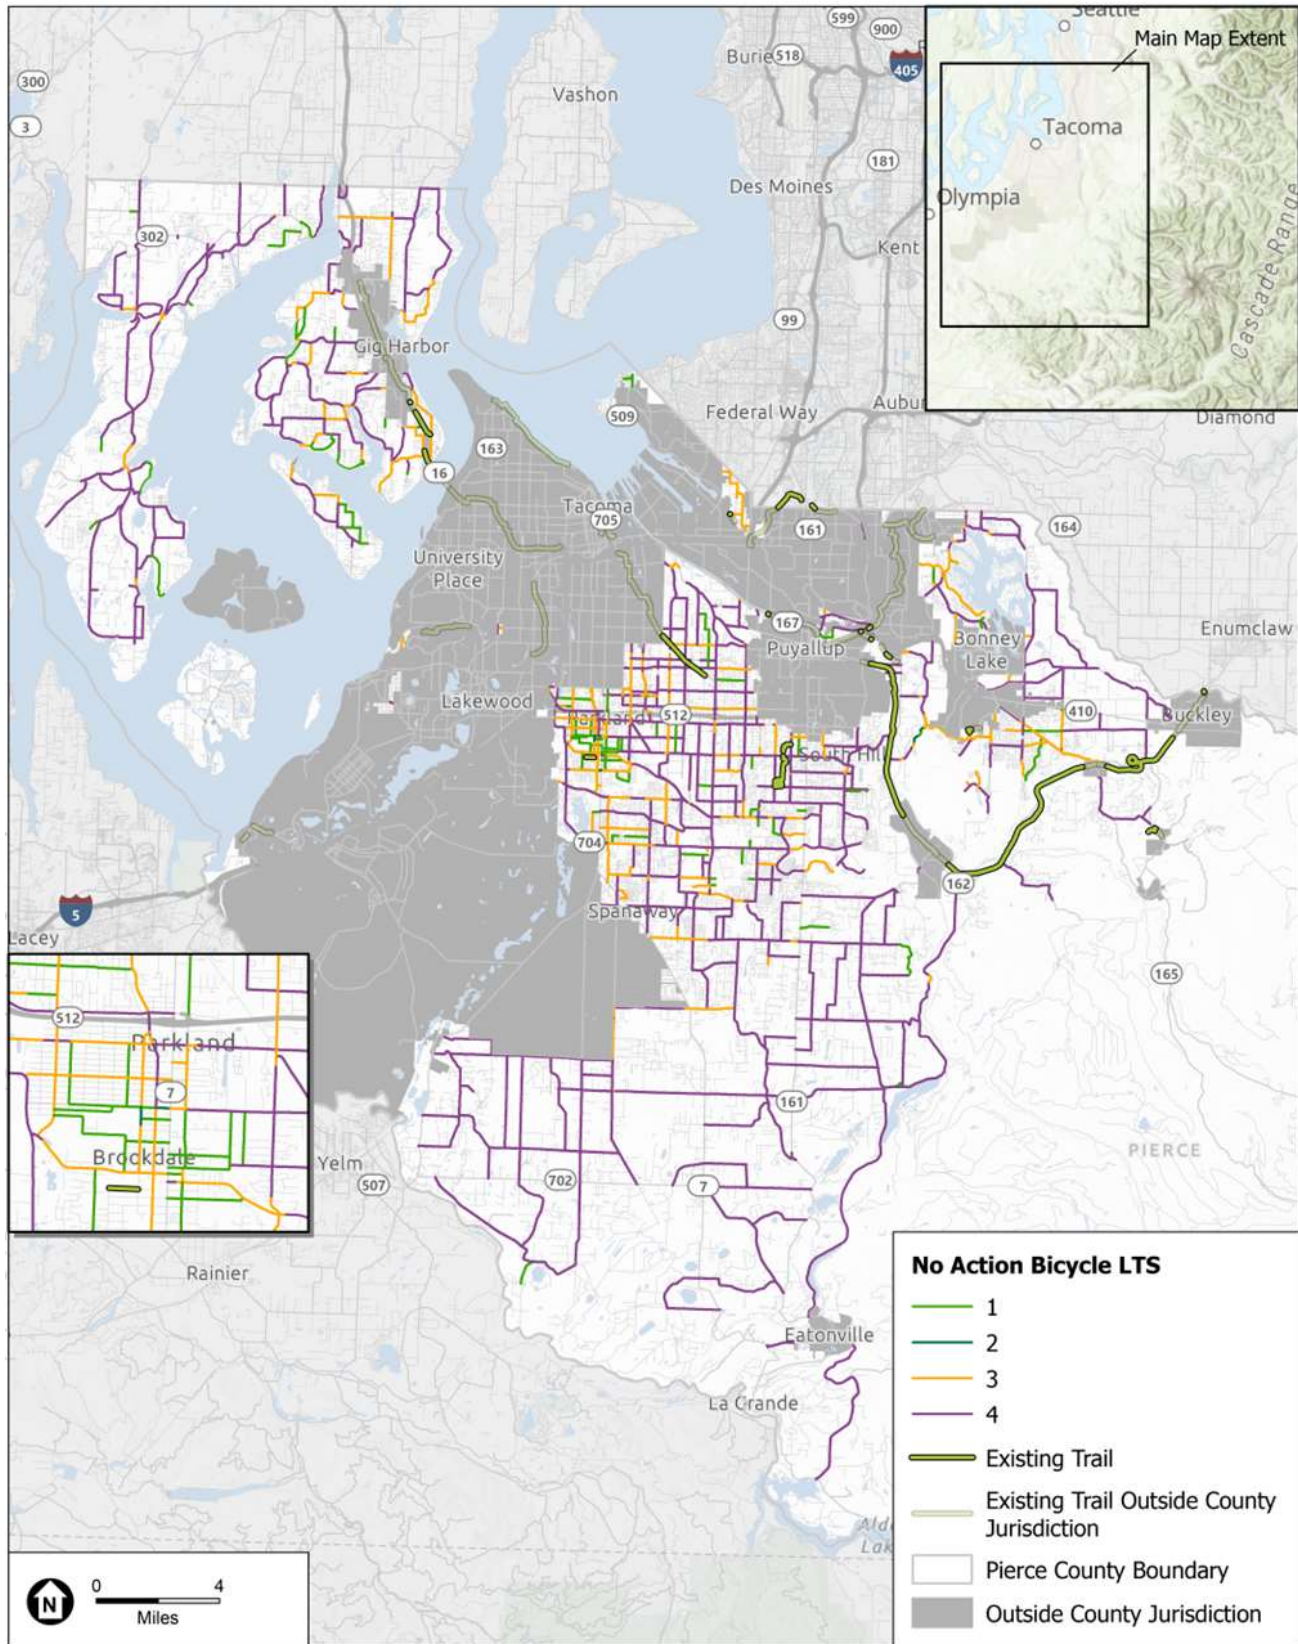 Seattle
Main Map Extent
Tacoma
Olympia
Cascade Range
599
900
518
405
300
Vashon
3
181
Des Moines
302
Kent
99
Gig Harbor
Federal Way
509
Diamond
163
16
Tacoma
705
161
164
University
Place
167
Puyallup
Bonney
Lake
Enumclaw
Lakewood
Parkland
512
410
Buckley
South Hill
704
162
5
Spanaway
Lacey
165
512
Parkland
7
Brookdale
161
PIERCE
Yelm
507
702
7
Rainier
Eatonville
La Grande
No Action Bicycle LTS
1
2
3
4
Existing Trail
Existing Trail Outside County
Jurisdiction
Pierce County Boundary
Outside County Jurisdiction
N
0 4
Miles